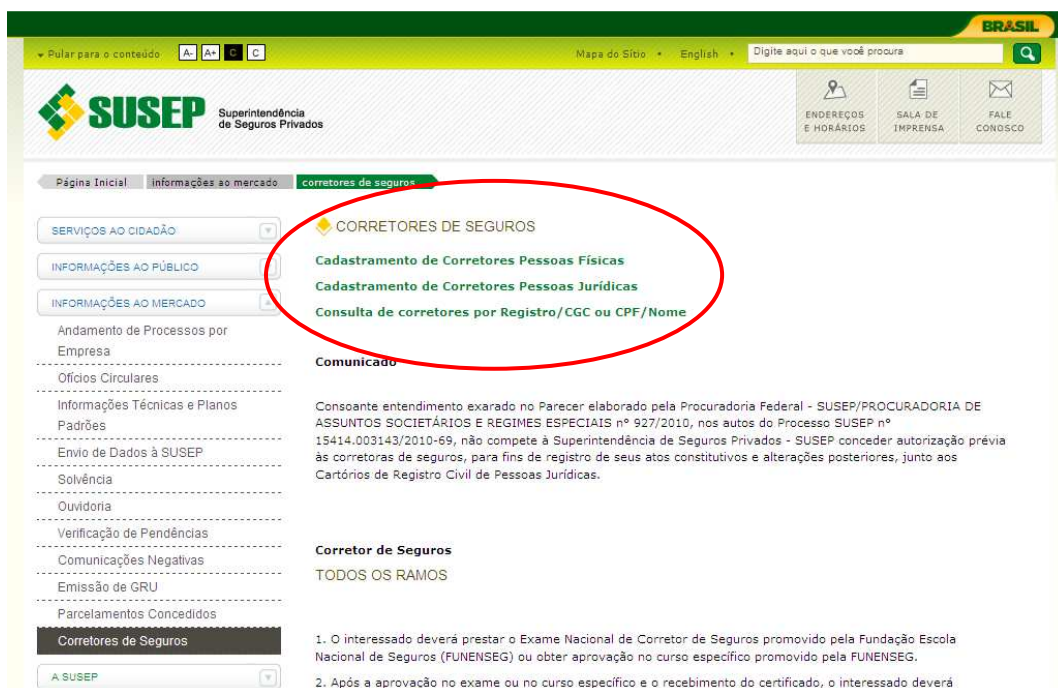 BRASIL
Pular para o conteúdo A- A+ C C Mapa do Sítio • English • Digite aqui o que você procura
SUSEP Superintendência
de Seguros Privados
ENDEREÇOS
E HORÁRIOS
SALA DE
IMPRENSA
FALE
CONOSCO
Página Inicial informações ao mercado corretores de seguros
SERVIÇOS AO CIDADÃO
INFORMAÇÕES AO PÚBLICO
INFORMAÇÕES AO MERCADO
Andamento de Processos por
Empresa
Ofícios Circulares
Informações Técnicas e Planos
Padrões
Envio de Dados à SUSEP
Solvência
Ouvidoria
Verificação de Pendências
Comunicações Negativas
Emissão de GRU
Parcelamentos Concedidos
Corretores de Seguros
A SUSEP
CORRETORES DE SEGUROS
Cadastramento de Corretores Pessoas Físicas
Cadastramento de Corretores Pessoas Jurídicas
Consulta de corretores por Registro/CGC ou CPF/Nome
Comunicado
Consoante entendimento exarado no Parecer elaborado pela Procuradoria Federal - SUSEP/PROCURADORIA DE
ASSUNTOS SOCIETÁRIOS E REGIMES ESPECIAIS nº 927/2010, nos autos do Processo SUSEP nº
15414.003143/2010-69, não compete à Superintendência de Seguros Privados - SUSEP conceder autorização prévia
às corretoras de seguros, para fins de registro de seus atos constitutivos e alterações posteriores, junto aos
Cartórios de Registro Civil de Pessoas Jurídicas.
Corretor de Seguros
TODOS OS RAMOS
1. O interessado deverá prestar o Exame Nacional de Corretor de Seguros promovido pela Fundação Escola
Nacional de Seguros (FUNENSEG) ou obter aprovação no curso específico promovido pela FUNENSEG.
2. Após a aprovação no exame ou no curso específico e o recebimento do certificado, o interessado deverá